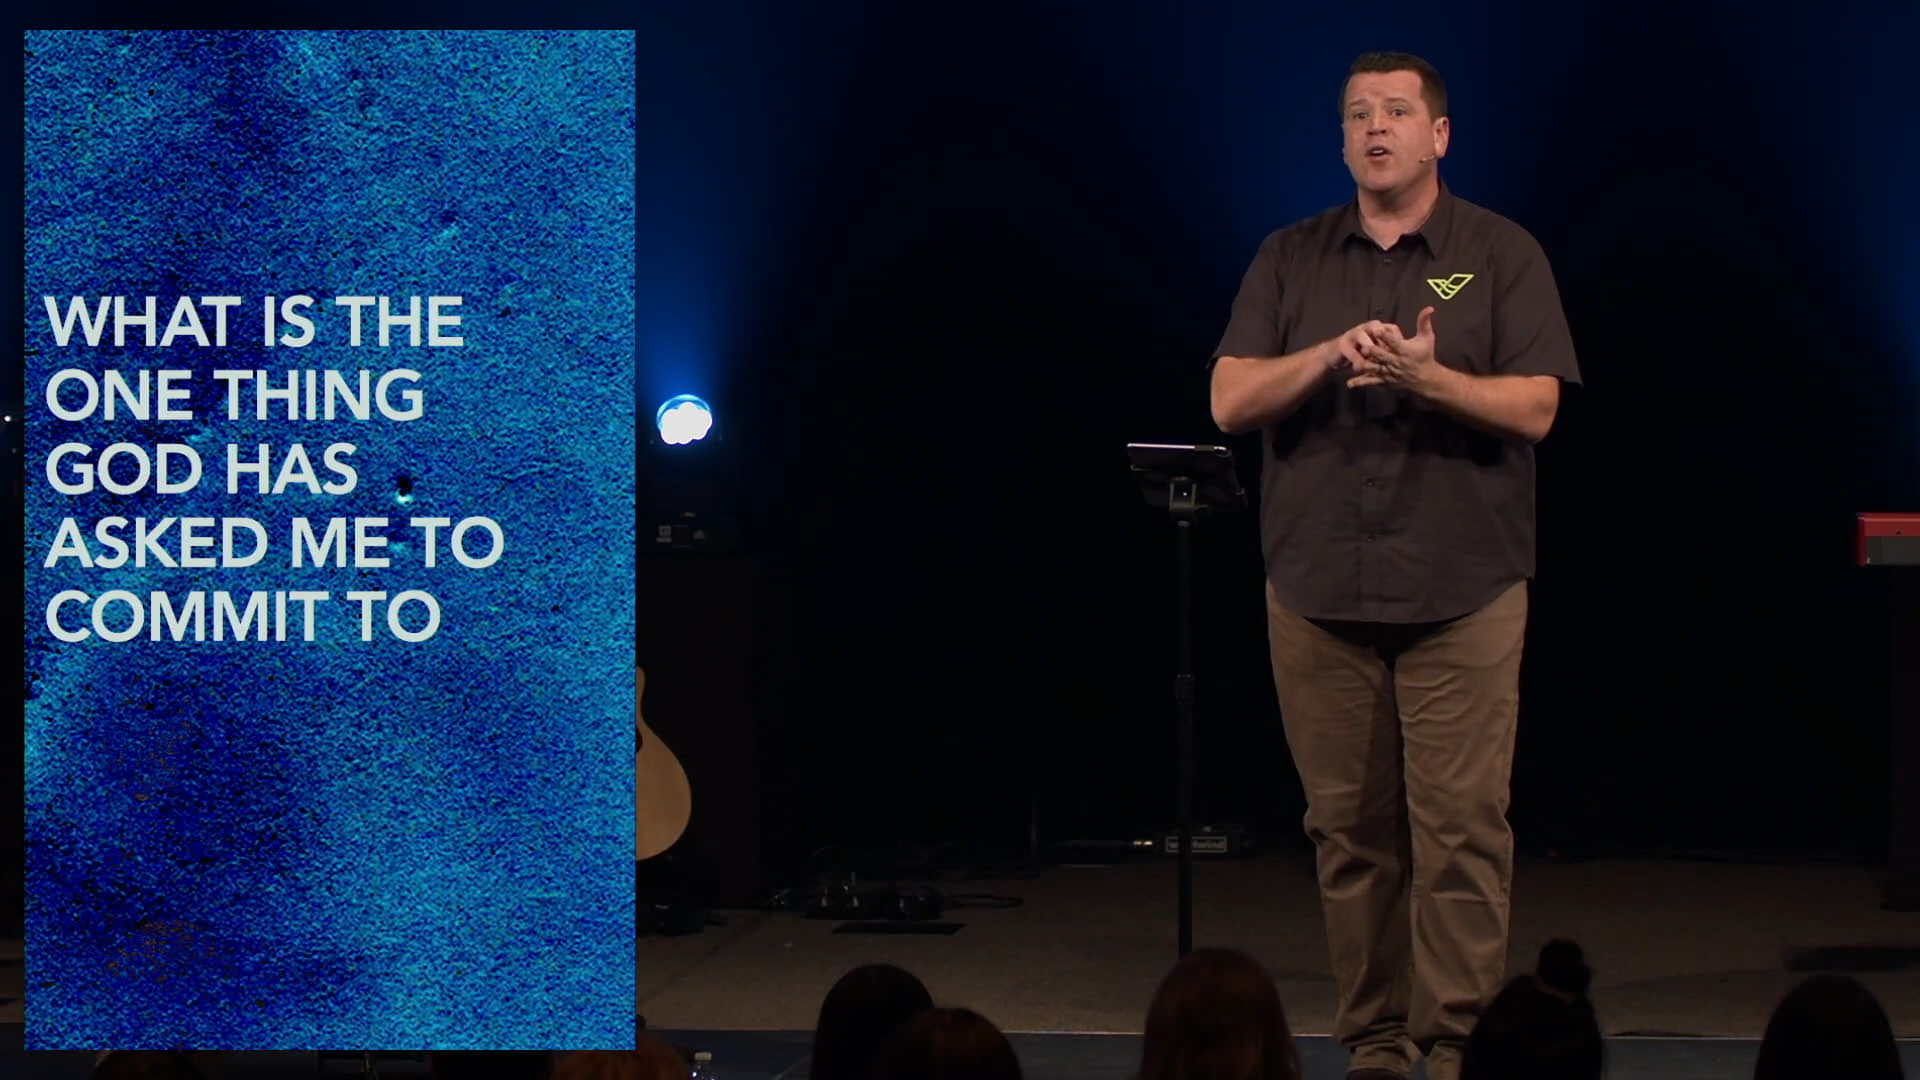 WHAT IS THE
ONE THING
GOD HAS
ASKED ME TO
COMMIT TO